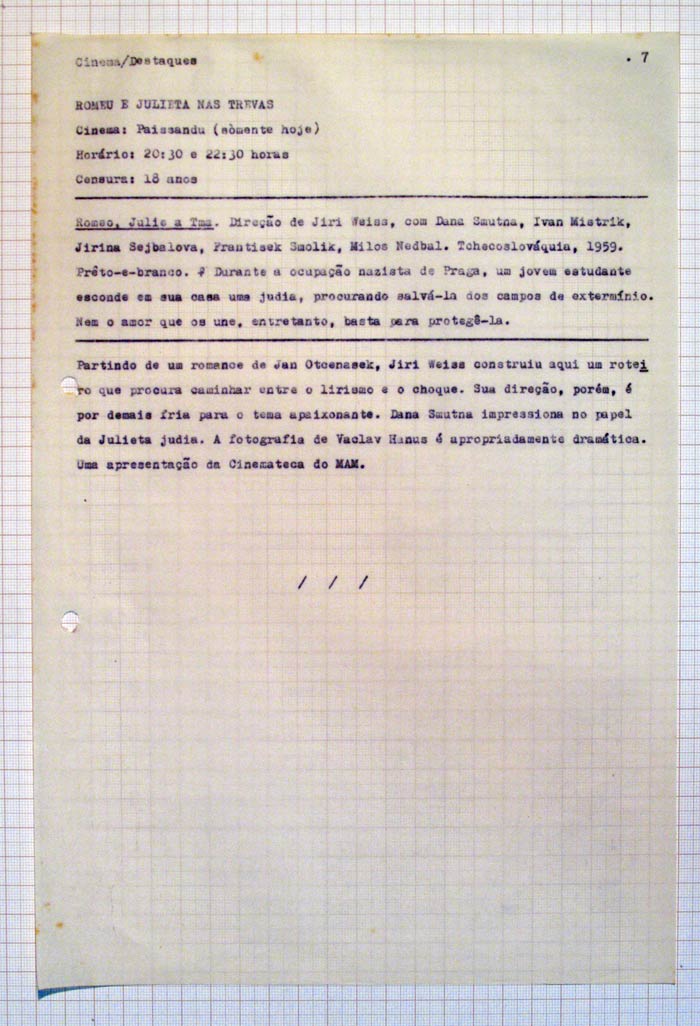 Cinema/Destaques . 7
ROMEU E JULIETA NAS TREVAS
Cinema: Paissandu (sòmente hoje)
Horário: 20:30 e 22:30 horas
Censura: 18 anos
Romeo, Julie a Tma. Direção de Jiri Weiss, com Dana Smutna, Ivan Mistrik,
Jirina Sejbalova, Frantisek Smolik, Milos Nedbal. Tchecoslováquia, 1959.
Prêto-e-branco. Durante a ocupação nazista de Praga, um jovem estudante
esconde em sua casa uma judia, procurando salvá-la dos campos de extermínio.
Nem o amor que os une, entretanto, basta para protegê-la.
Partindo de um romance de Jan Otcenasek, Jiri Weiss construiu aqui um rotei
ro que procura caminhar entre o lirismo e o choque. Sua direção, porém, é
por demais fria para o tema apaixonante. Dana Smutna impressiona no papel
da Julieta judia. A fotografia de Vaclav Hanus é apropriadamente dramática.
Uma apresentação da Cinemateca do MAM.
/ / /